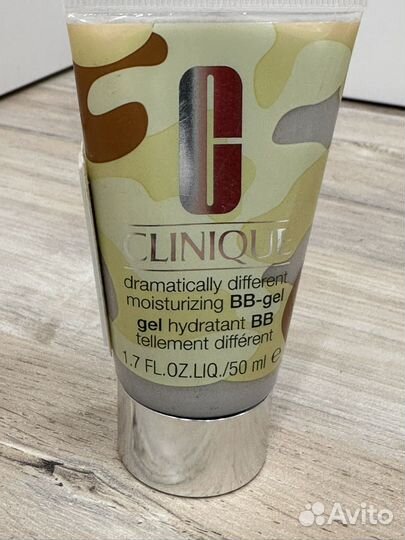 C
CLINIQUE
dramatically different
moisturizing BB-gel
gel hydratant BB
tellement différent
1.7 FL.OZ.LIQ./50 ml e
Avito